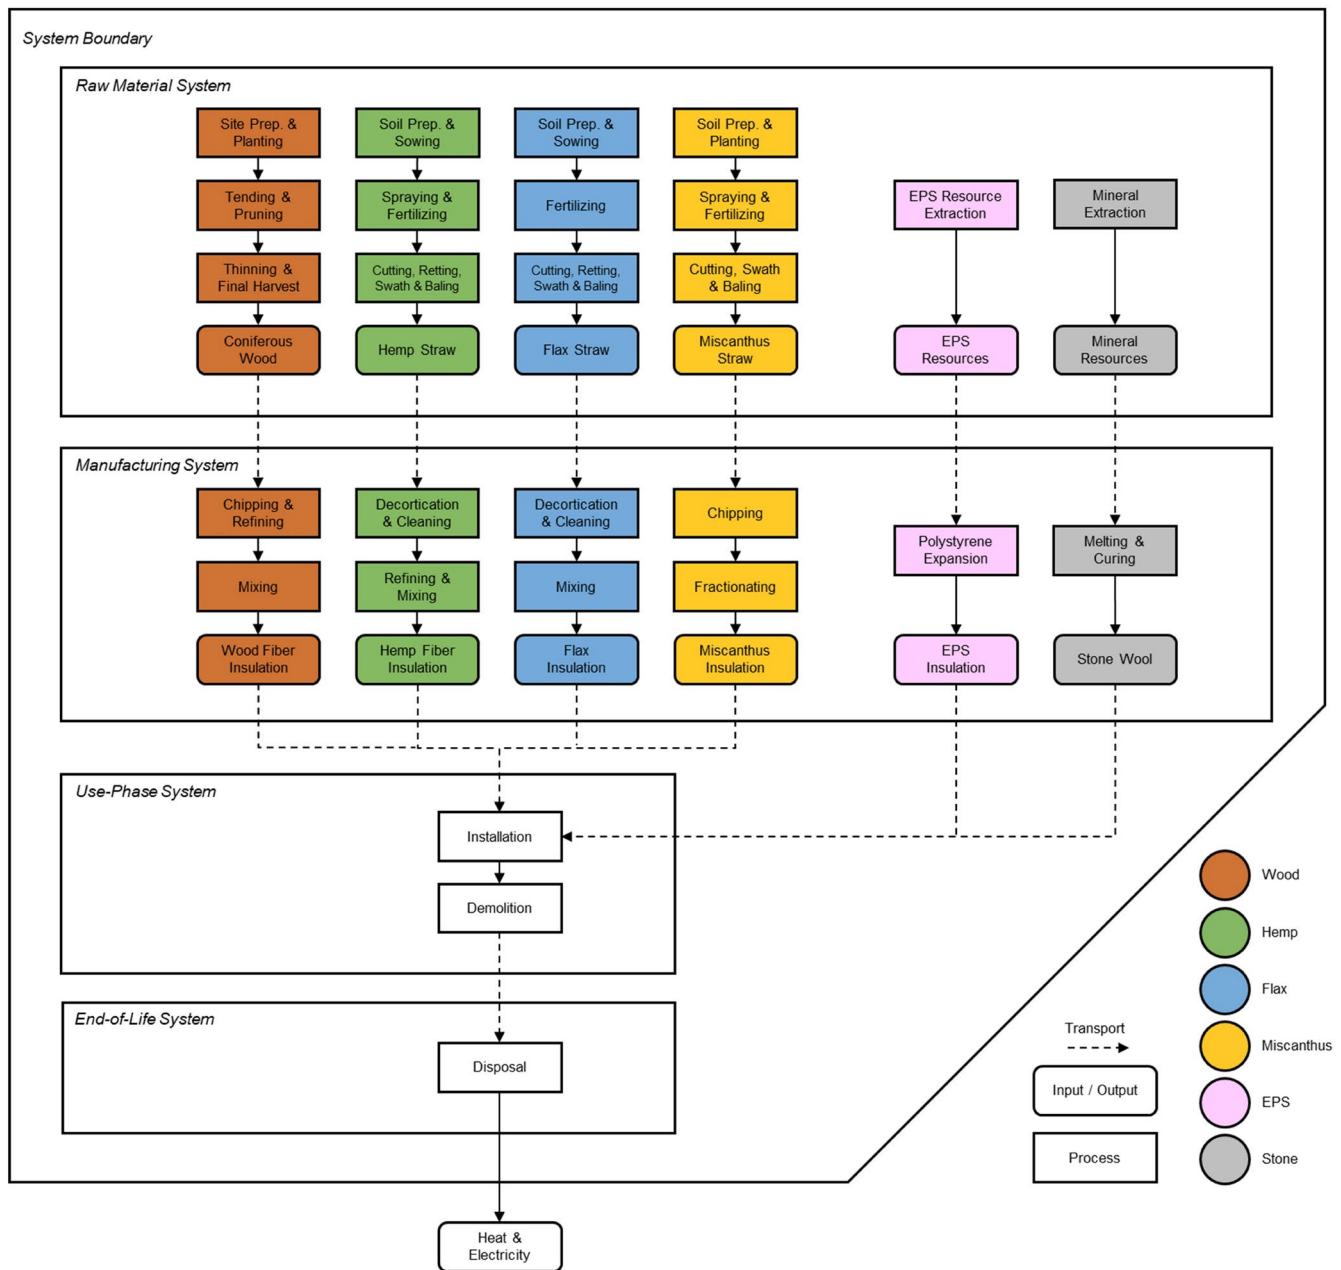 System Boundary
Raw Material System
Site Prep. &
Planting
Soil Prep. &
Sowing
Soil Prep. &
Sowing
Soil Prep. &
Planting
Tending &
Pruning
Spraying &
Fertilizing
Fertilizing
Spraying &
Fertilizing
EPS Resource
Extraction
Mineral
Extraction
Thinning &
Final Harvest
Cutting, Retting,
Swath & Baling
Cutting, Retting,
Swath & Baling
Cutting, Swath
& Baling
Coniferous
Wood
Hemp Straw
Flax Straw
Miscanthus
Straw
EPS
Resources
Mineral
Resources
Manufacturing System
Chipping &
Refining
Decortication
& Cleaning
Decortication
& Cleaning
Chipping
Polystyrene
Expansion
Melting &
Curing
Mixing
Refining &
Mixing
Mixing
Fractionating
Wood Fiber
Insulation
Hemp Fiber
Insulation
Flax
Insulation
Miscanthus
Insulation
EPS
Insulation
Stone Wool
Use-Phase System
Installation
Demolition
End-of-Life System
Disposal
Heat &
Electricity
Transport
Input / Output
Process
Wood
Hemp
Flax
Miscanthus
EPS
Stone